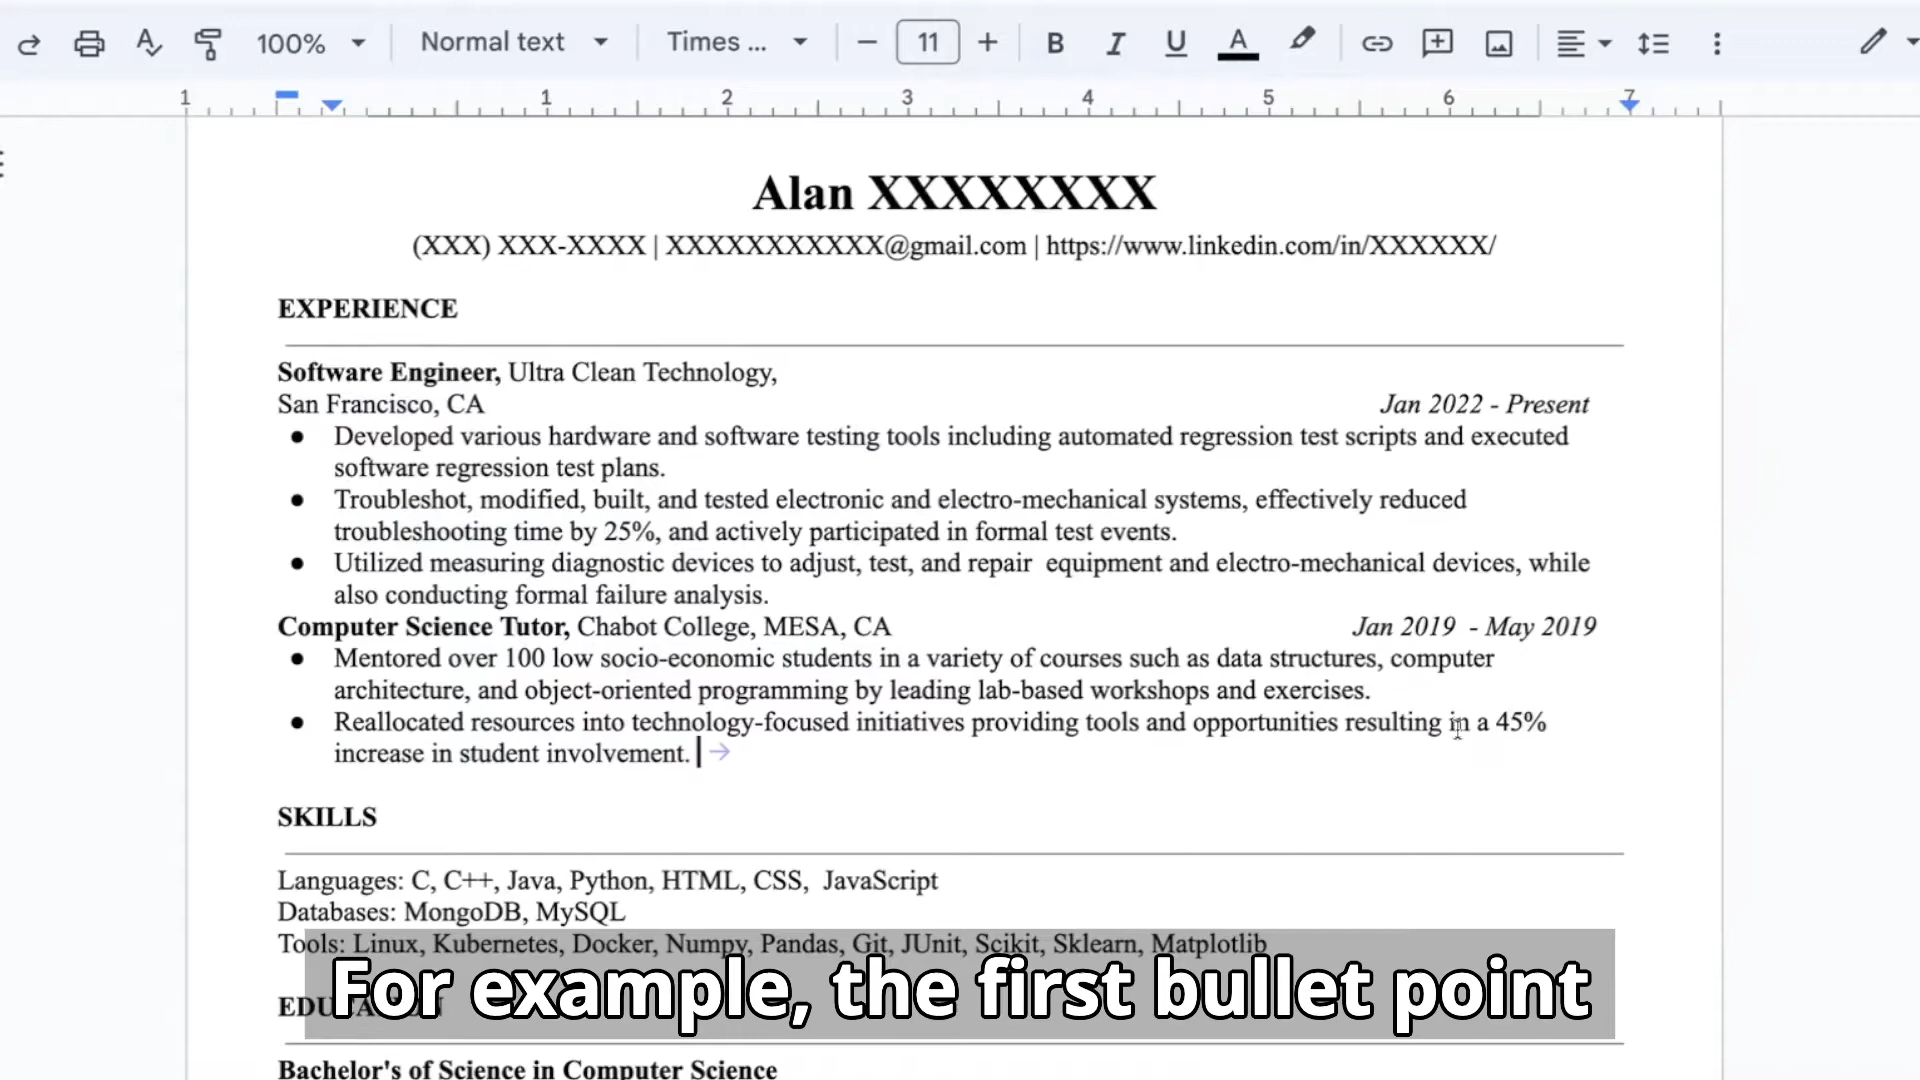 100% Normal text Times ... 11 B I U A
1 1 2 3 4 5 6 7
Alan XXXXXXXX
(XXX) XXX-XXXX | XXXXXXXXXXX@gmail.com | https://www.linkedin.com/in/XXXXXX/
EXPERIENCE
Software Engineer, Ultra Clean Technology,
San Francisco, CA Jan 2022 - Present
● Developed various hardware and software testing tools including automated regression test scripts and executed
software regression test plans.
● Troubleshot, modified, built, and tested electronic and electro-mechanical systems, effectively reduced
troubleshooting time by 25%, and actively participated in formal test events.
● Utilized measuring diagnostic devices to adjust, test, and repair  equipment and electro-mechanical devices, while
also conducting formal failure analysis.
Computer Science Tutor, Chabot College, MESA, CA Jan 2019  - May 2019
● Mentored over 100 low socio-economic students in a variety of courses such as data structures, computer
architecture, and object-oriented programming by leading lab-based workshops and exercises.
● Reallocated resources into technology-focused initiatives providing tools and opportunities resulting in a 45%
increase in student involvement.
SKILLS
Languages: C, C++, Java, Python, HTML, CSS,  JavaScript
Databases: MongoDB, MySQL
Tools: Linux, Kubernetes, Docker, Numpy, Pandas, Git, JUnit, Scikit, Sklearn, Matplotlib
For example, the first bullet point
EDUCATION
Bachelor's of Science in Computer Science